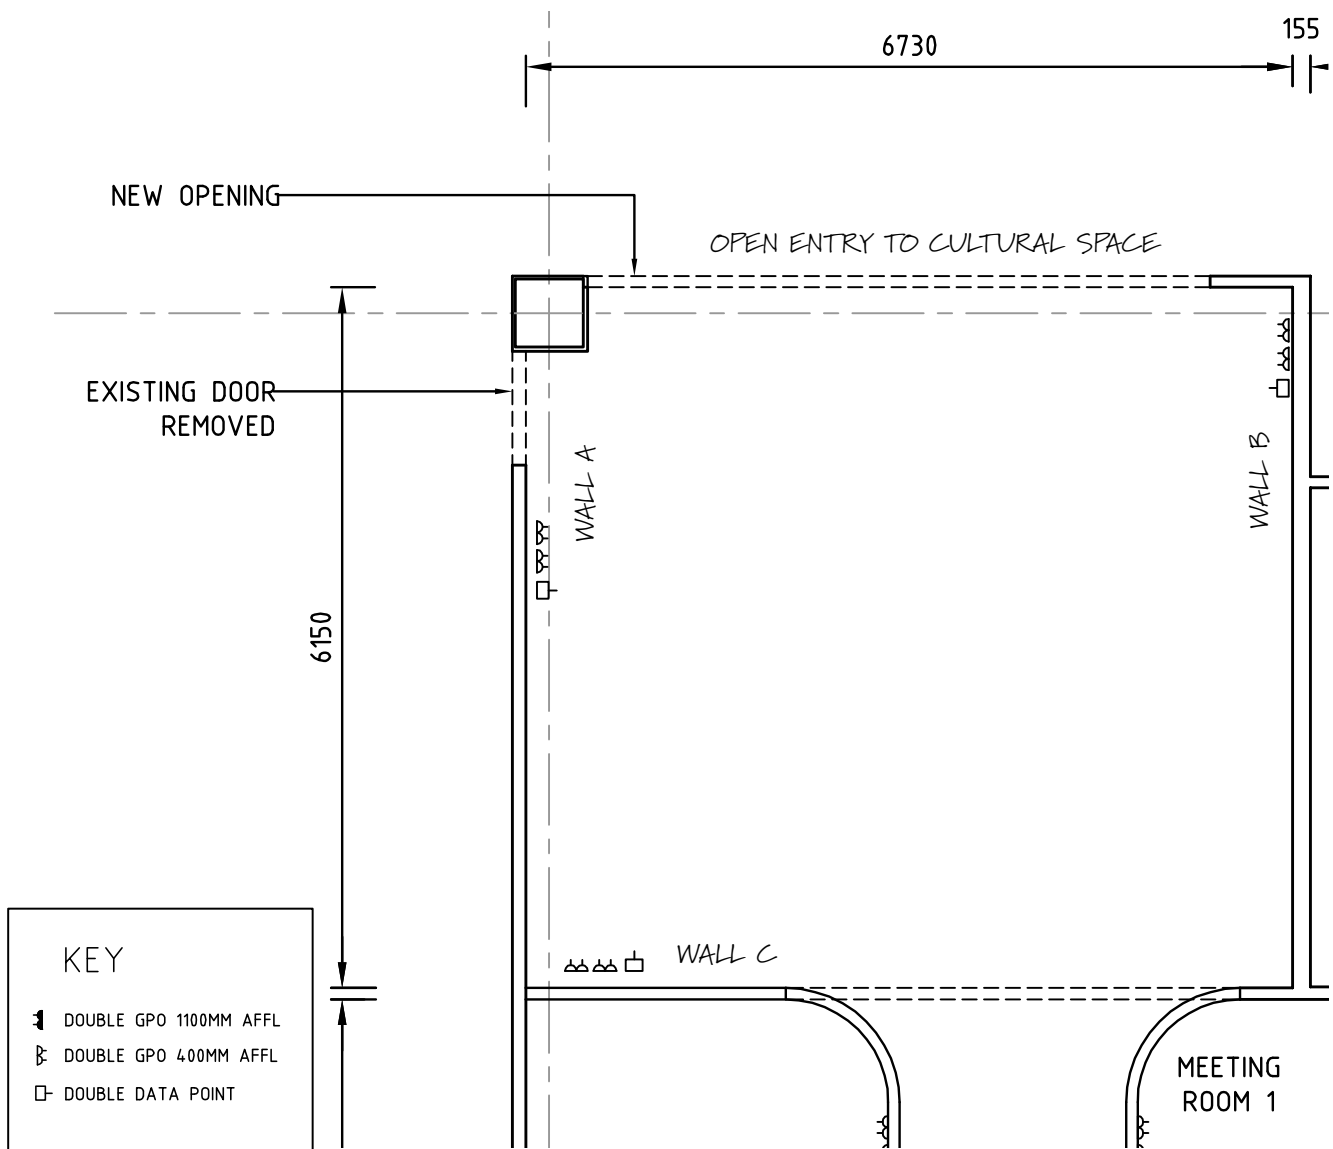 155
6730
NEW OPENING
OPEN ENTRY TO CULTURAL SPACE
EXISTING DOOR
REMOVED
WALL A
WALL B
6150
WALL C
KEY
DOUBLE GPO 1100MM AFFL
DOUBLE GPO 400MM AFFL
DOUBLE DATA POINT
MEETING
ROOM 1